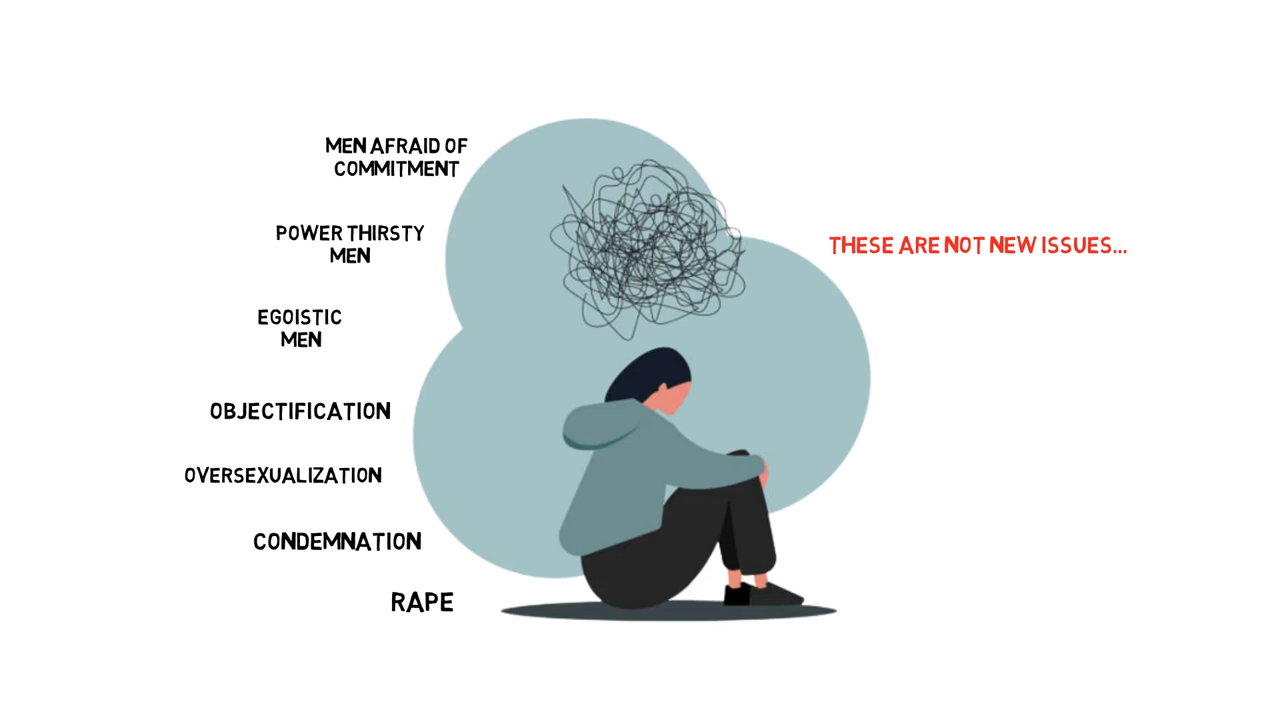 MEN AFRAID OF
COMMITMENT
POWER THIRSTY
MEN
EGOISTIC
MEN
OBJECTIFICATION
OVERSEXUALIZATION
CONDEMNATION
RAPE
THESE ARE NOT NEW ISSUES...